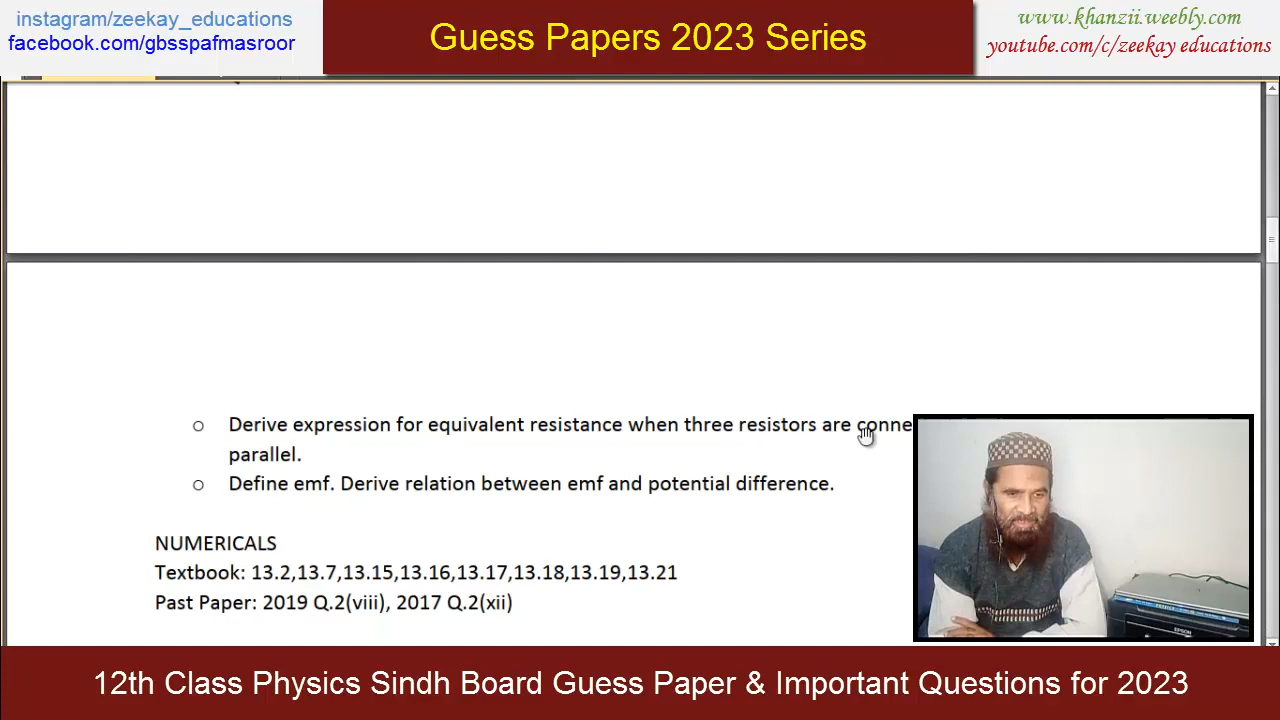 instagram/zeekay_educations
facebook.com/gbsspafmasroor
Guess Papers 2023 Series
www.khanzii.weebly.com
youtube.com/c/zeekay educations
o Derive expression for equivalent resistance when three resistors are conne
parallel.
o Define emf. Derive relation between emf and potential difference.
NUMERICALS
Textbook: 13.2,13.7,13.15,13.16,13.17,13.18,13.19,13.21
Past Paper: 2019 Q.2(viii), 2017 Q.2(xii)
EPSON
12th Class Physics Sindh Board Guess Paper & Important Questions for 2023